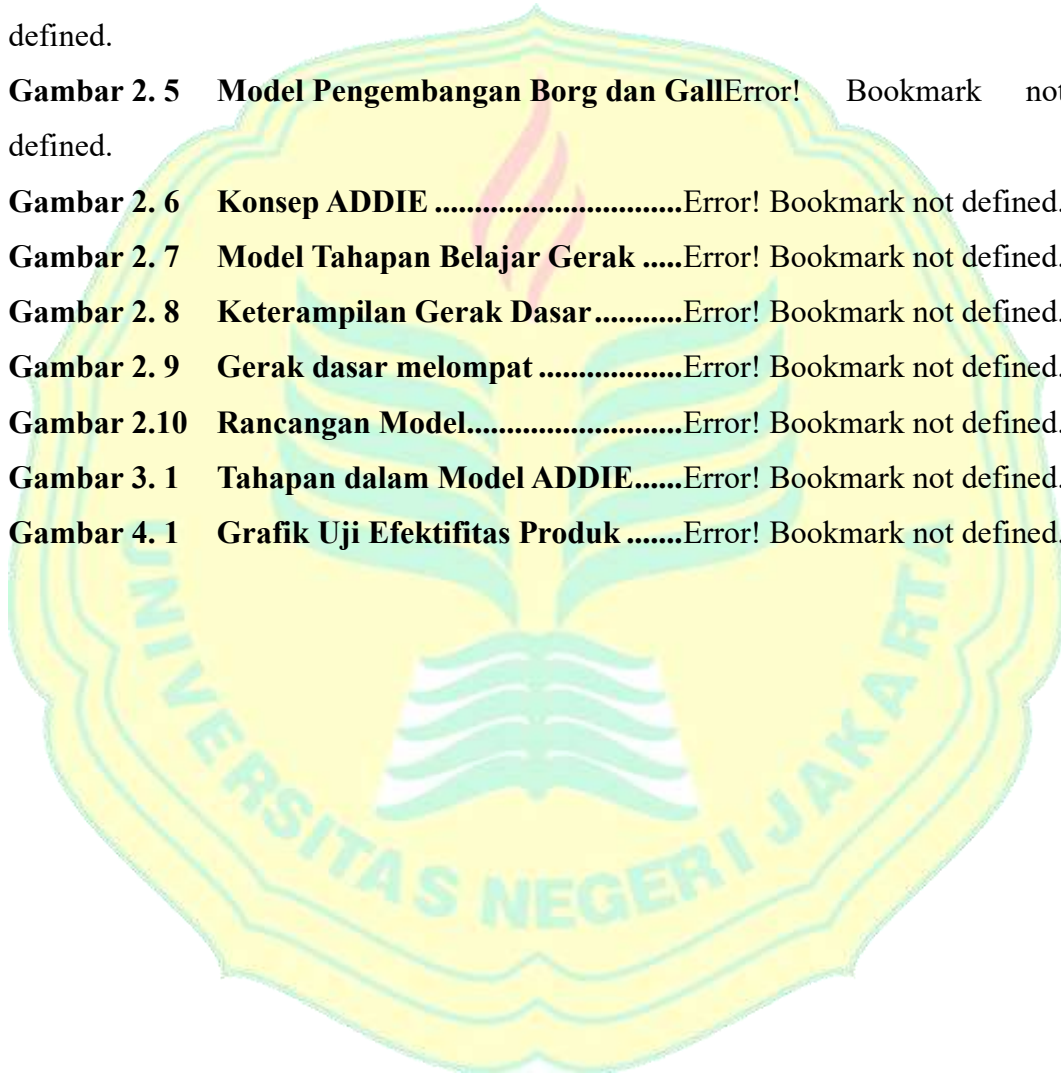 defined.
Gambar 2. 5 Model Pengembangan Borg dan GallError! Bookmark not
defined.
Gambar 2. 6 Konsep ADDIE ...............................Error! Bookmark not defined.
Gambar 2. 7 Model Tahapan Belajar Gerak .....Error! Bookmark not defined.
Gambar 2. 8 Keterampilan Gerak Dasar...........Error! Bookmark not defined.
Gambar 2. 9 Gerak dasar melompat ..................Error! Bookmark not defined.
Gambar 2.10 Rancangan Model...........................Error! Bookmark not defined.
Gambar 3. 1 Tahapan dalam Model ADDIE......Error! Bookmark not defined.
Gambar 4. 1 Grafik Uji Efektifitas Produk .......Error! Bookmark not defined.
UNIVERSITAS NEGERI JAKARTA